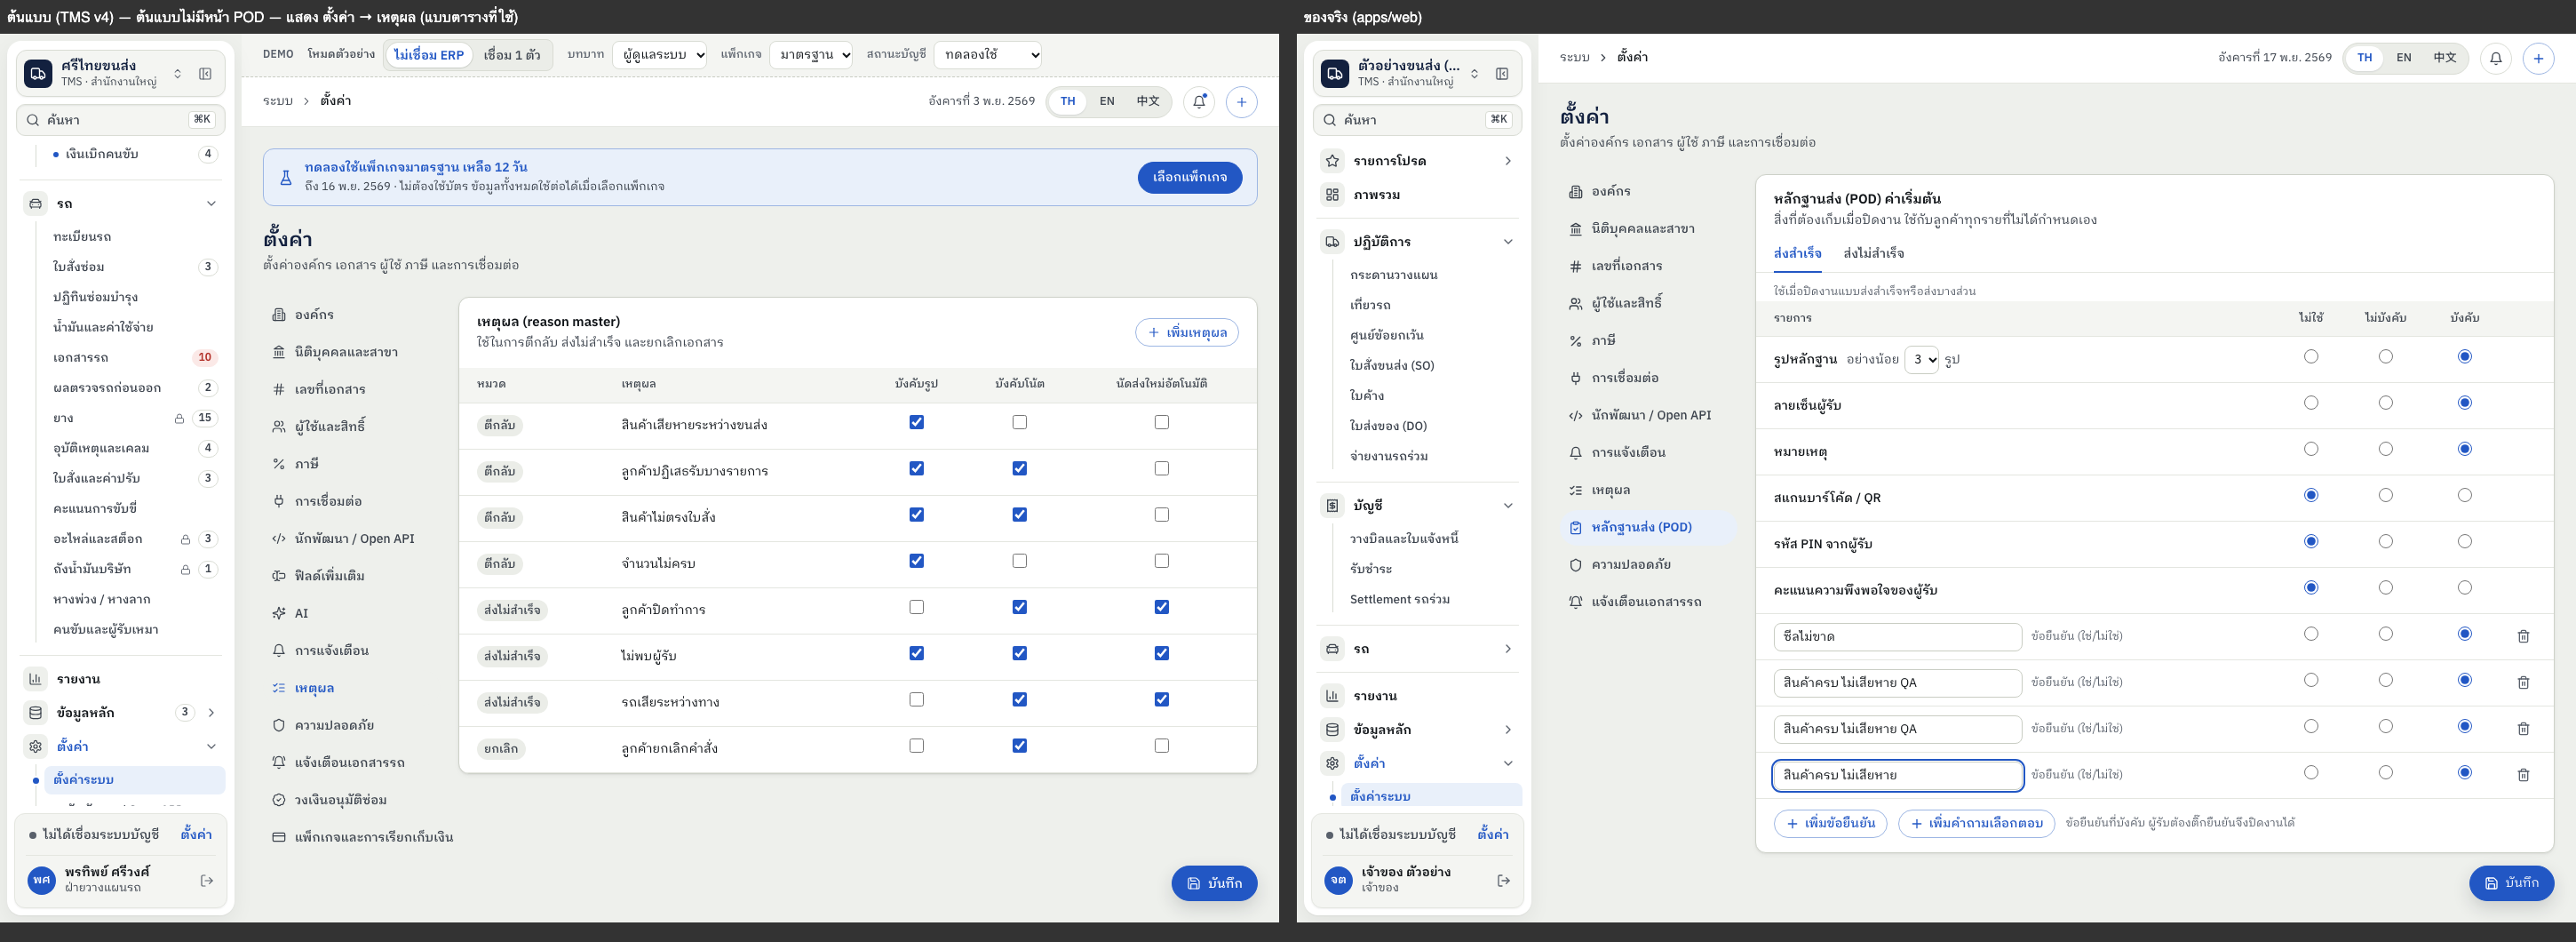 ต้นแบบ (TMS v4) — ต้นแบบไม่มีหน้า POD — แสดง ตั้งค่า → เหตุผล (แบบตารางที่ใช้)
ศรีไทยขนส่ง
TMS · สำนักงานใหญ่
ค้นหา ⌘K
เงินเบิกคนขับ 4
รถ
ทะเบียนรถ
ใบสั่งซ่อม 3
ปฏิทินซ่อมบำรุง
น้ำมันและค่าใช้จ่าย
เอกสารรถ 10
ผลตรวจรถก่อนออก 2
ยาง 15
อุบัติเหตุและเคลม 4
ใบสั่งและค่าปรับ 3
คะแนนการขับขี่
อะไหล่และสต็อก 3
ถังน้ำมันบริษัท 1
หางพ่วง / หางลาก
คนขับและผู้รับเหมา
รายงาน
ข้อมูลหลัก 3
ตั้งค่า
ตั้งค่าระบบ
ไม่ได้เชื่อมระบบบัญชี ตั้งค่า
พศ พรทิพย์ ศรีวงศ์
ฝ่ายวางแผนรถ
DEMO โหมดตัวอย่าง ไม่เชื่อม ERP เชื่อม 1 ตัว บทบาท ผู้ดูแลระบบ แพ็กเกจ มาตรฐาน สถานะบัญชี ทดลองใช้
ระบบ > ตั้งค่า อังคารที่ 3 พ.ย. 2569 TH EN 中文
ทดลองใช้แพ็กเกจมาตรฐาน เหลือ 12 วัน
ถึง 16 พ.ย. 2569 · ไม่ต้องใช้บัตร ข้อมูลทั้งหมดใช้ต่อได้เมื่อเลือกแพ็กเกจ
เลือกแพ็กเกจ
ตั้งค่า
ตั้งค่าองค์กร เอกสาร ผู้ใช้ ภาษี และการเชื่อมต่อ
องค์กร
นิติบุคคลและสาขา
เลขที่เอกสาร
ผู้ใช้และสิทธิ์
ภาษี
การเชื่อมต่อ
นักพัฒนา / Open API
ฟิลด์เพิ่มเติม
AI
การแจ้งเตือน
เหตุผล
ความปลอดภัย
แจ้งเตือนเอกสารรถ
วงเงินอนุมัติซ่อม
แพ็กเกจและการเรียกเก็บเงิน
เหตุผล (reason master)
ใช้ในการตีกลับ ส่งไม่สำเร็จ และยกเลิกเอกสาร
เพิ่มเหตุผล
หมวด เหตุผล บังคับรูป บังคับโน้ต นัดส่งใหม่อัตโนมัติ
ตีกลับ สินค้าเสียหายระหว่างขนส่ง
ตีกลับ ลูกค้าปฏิเสธรับบางรายการ
ตีกลับ สินค้าไม่ตรงใบสั่ง
ตีกลับ จำนวนไม่ครบ
ส่งไม่สำเร็จ ลูกค้าปิดทำการ
ส่งไม่สำเร็จ ไม่พบผู้รับ
ส่งไม่สำเร็จ รถเสียระหว่างทาง
ยกเลิก ลูกค้ายกเลิกคำสั่ง
บันทึก
ของจริง (apps/web)
ตัวอย่างขนส่ง (...
TMS · สำนักงานใหญ่
ค้นหา ⌘K
รายการโปรด
ภาพรวม
ปฏิบัติการ
กระดานวางแผน
เที่ยวรถ
ศูนย์ข้อยกเว้น
ใบสั่งขนส่ง (SO)
ใบค้าง
ใบส่งของ (DO)
จ่ายงานรถร่วม
บัญชี
วางบิลและใบแจ้งหนี้
รับชำระ
Settlement รถร่วม
รถ
รายงาน
ข้อมูลหลัก
ตั้งค่า
ตั้งค่าระบบ
ไม่ได้เชื่อมระบบบัญชี ตั้งค่า
จต เจ้าของ ตัวอย่าง
เจ้าของ
ระบบ > ตั้งค่า อังคารที่ 17 พ.ย. 2569 TH EN 中文
ตั้งค่า
ตั้งค่าองค์กร เอกสาร ผู้ใช้ ภาษี และการเชื่อมต่อ
องค์กร
นิติบุคคลและสาขา
เลขที่เอกสาร
ผู้ใช้และสิทธิ์
ภาษี
การเชื่อมต่อ
นักพัฒนา / Open API
การแจ้งเตือน
เหตุผล
หลักฐานส่ง (POD)
ความปลอดภัย
แจ้งเตือนเอกสารรถ
หลักฐานส่ง (POD) ค่าเริ่มต้น
สิ่งที่ต้องเก็บเมื่อปิดงาน ใช้กับลูกค้าทุกรายที่ไม่ได้กำหนดเอง
ส่งสำเร็จ ส่งไม่สำเร็จ
ใช้เมื่อปิดงานแบบส่งสำเร็จหรือส่งบางส่วน
รายการ ไม่ใช้ ไม่บังคับ บังคับ
รูปหลักฐาน อย่างน้อย 3 รูป
ลายเซ็นผู้รับ
หมายเหตุ
สแกนบาร์โค้ด / QR
รหัส PIN จากผู้รับ
คะแนนความพึงพอใจของผู้รับ
ซีลไม่ขาด ข้อยืนยัน (ใช่/ไม่ใช่)
สินค้าครบ ไม่เสียหาย QA ข้อยืนยัน (ใช่/ไม่ใช่)
สินค้าครบ ไม่เสียหาย QA ข้อยืนยัน (ใช่/ไม่ใช่)
สินค้าครบ ไม่เสียหาย ข้อยืนยัน (ใช่/ไม่ใช่)
เพิ่มข้อยืนยัน เพิ่มคำถามเลือกตอบ ข้อยืนยันที่บังคับ ผู้รับต้องติ๊กยืนยันจึงปิดงานได้
บันทึก